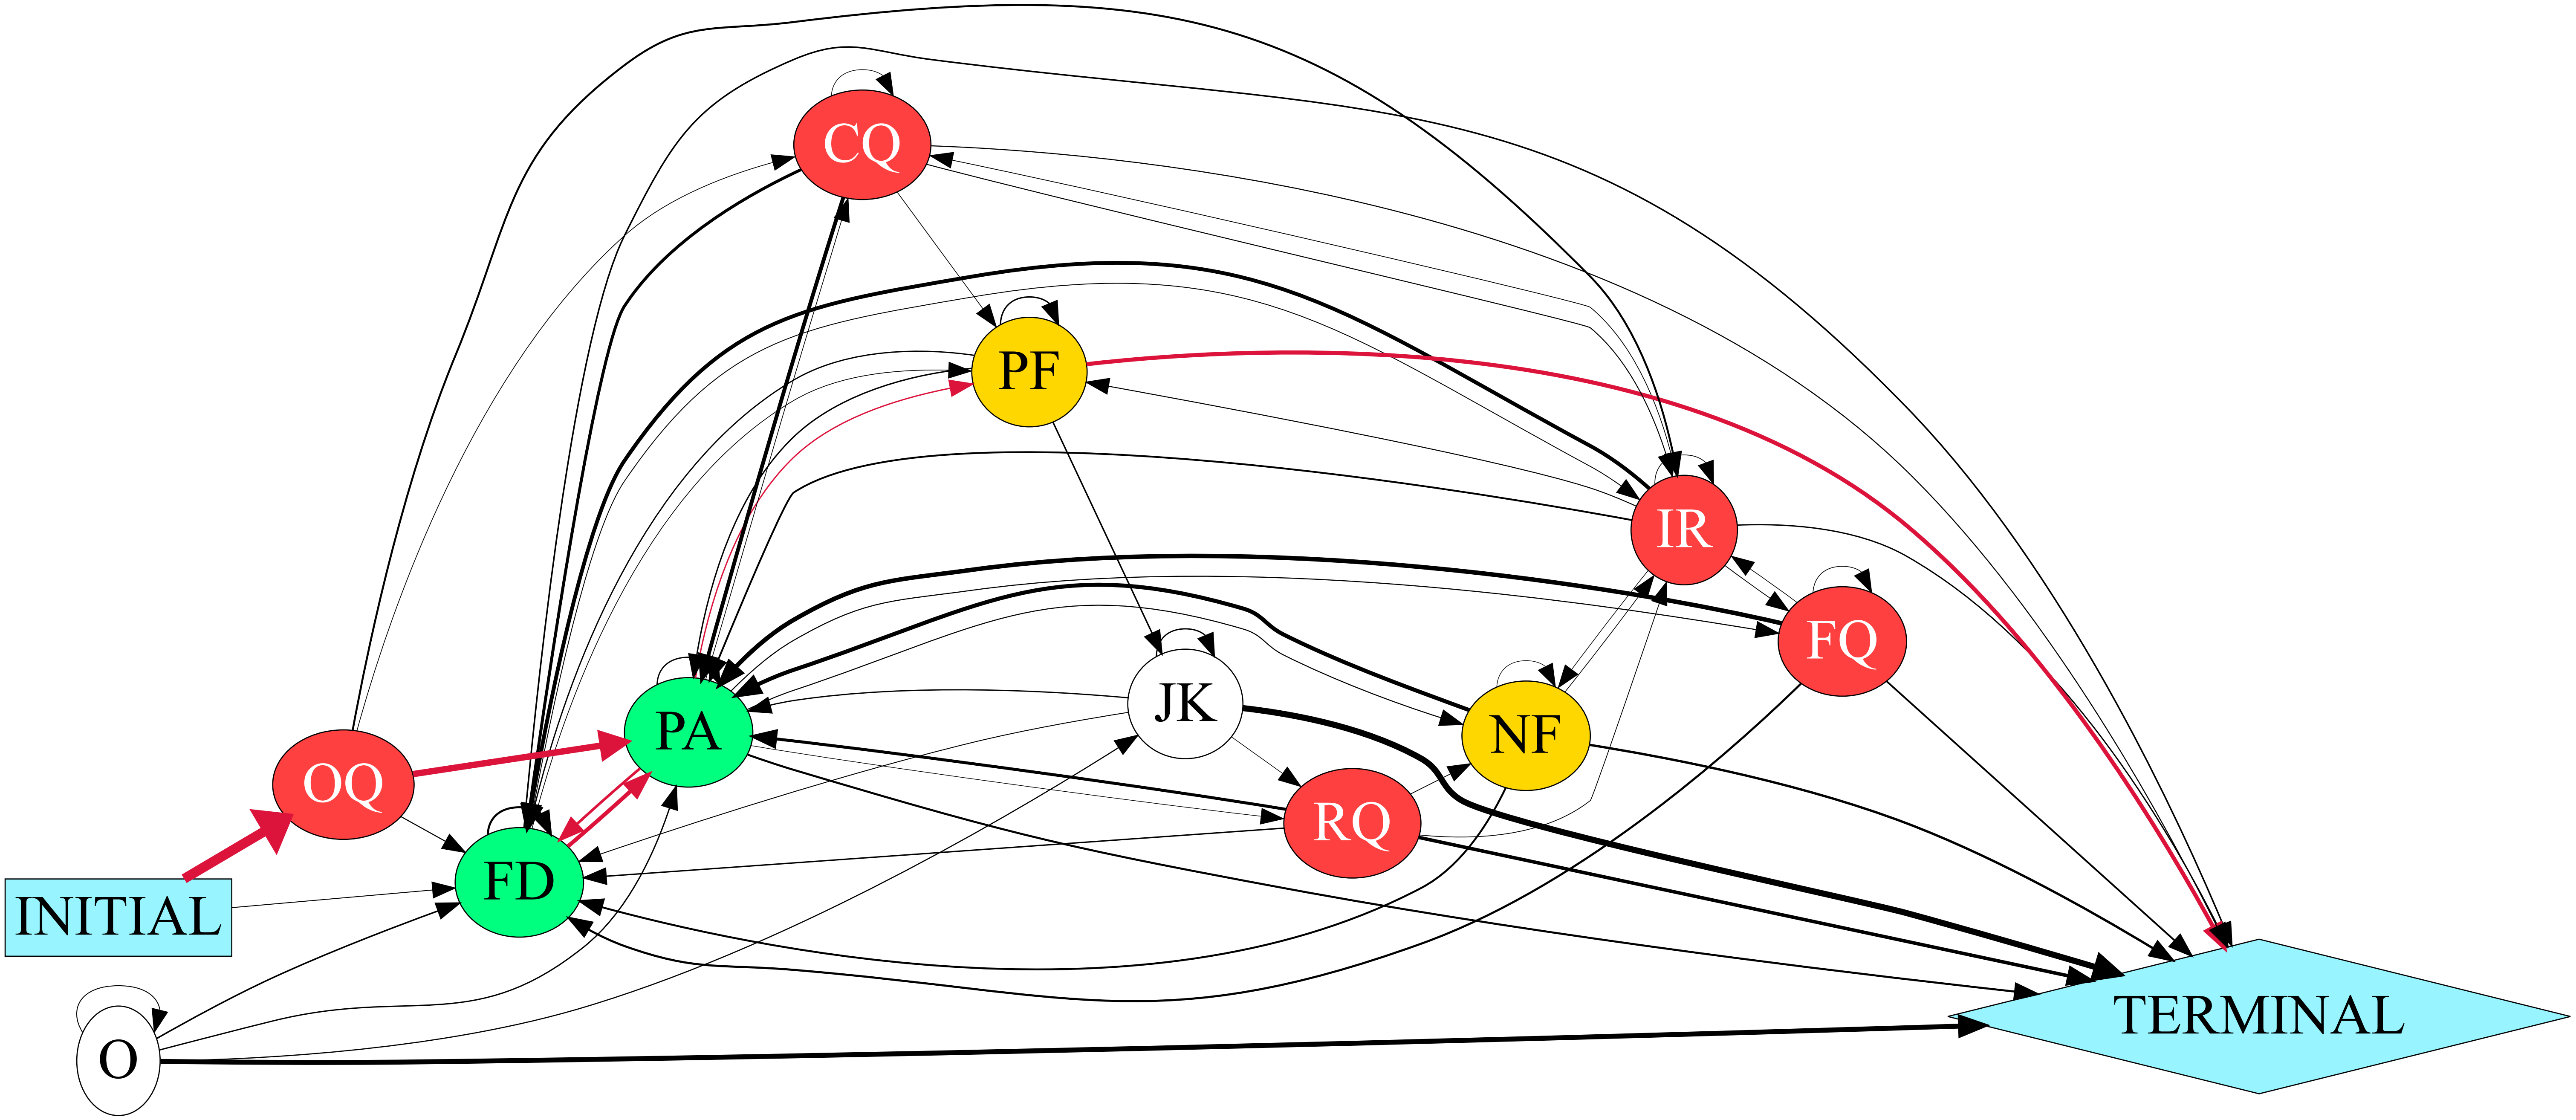 CQ
PF
IR
FQ
JK
PA
NF
OQ
RQ
FD
INITIAL
TERMINAL
O